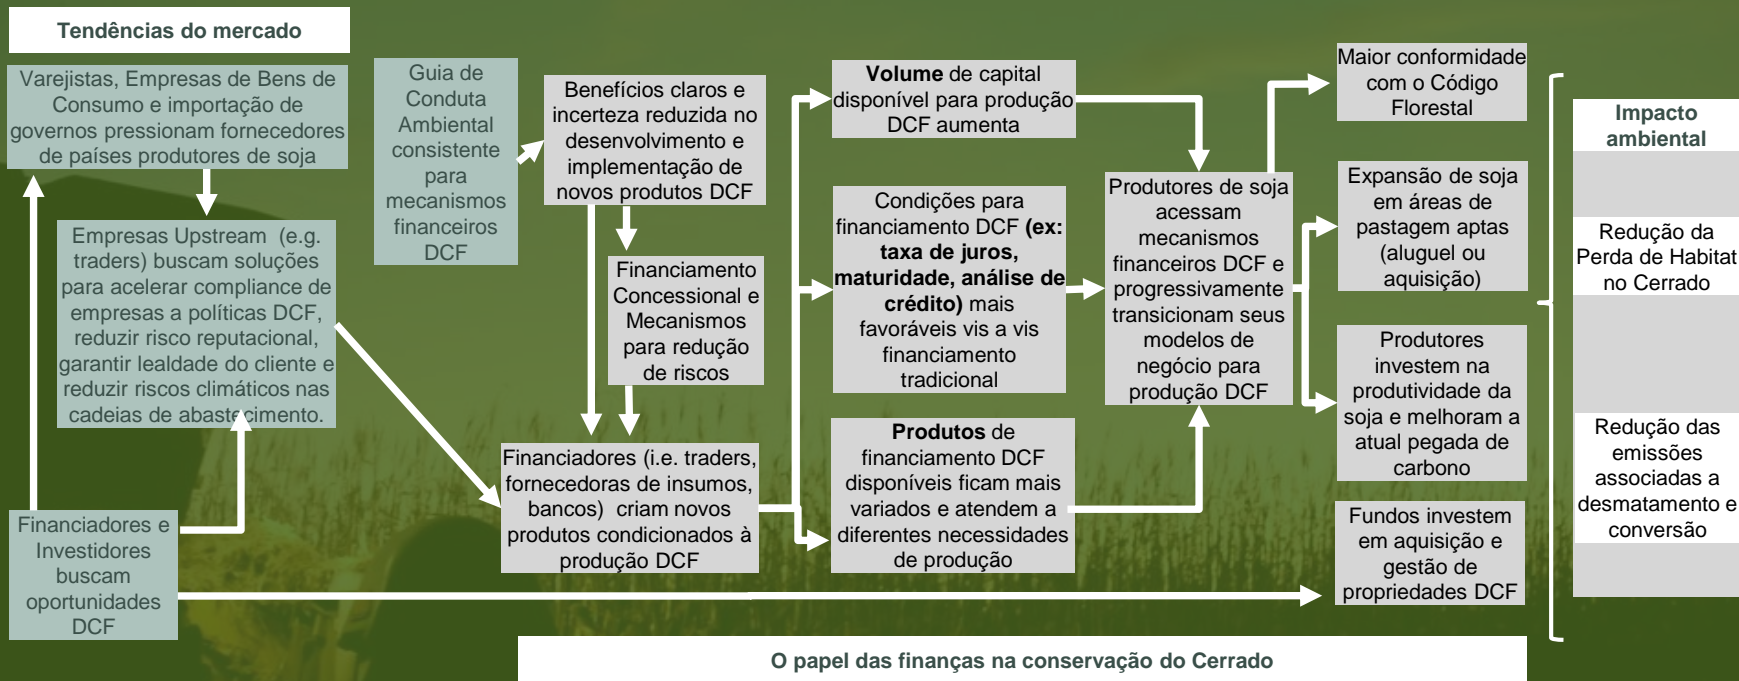 Tendências do mercado
Varejistas, Empresas de Bens de
Consumo e importação de
governos pressionam fornecedores
de países produtores de soja
Empresas Upstream (e.g.
traders) buscam soluções
para acelerar compliance de
empresas a políticas DCF,
reduzir risco reputacional,
garantir lealdade do cliente e
reduzir riscos climáticos nas
cadeias de abastecimento.
Financiadores e
Investidores
buscam
oportunidades
DCF
Guia de
Conduta
Ambiental
consistente
para
mecanismos
financeiros
DCF
Benefícios claros e
incerteza reduzida no
desenvolvimento e
implementação de
novos produtos DCF
Financiamento
Concessional e
Mecanismos
para redução
de riscos
Financiadores (i.e. traders,
fornecedoras de insumos,
bancos) criam novos
produtos condicionados à
produção DCF
Volume de capital
disponível para produção
DCF aumenta
Condições para
financiamento DCF (ex:
taxa de juros,
maturidade, análise de
crédito) mais
favoráveis vis a vis
financiamento
tradicional
Produtos de
financiamento DCF
disponíveis ficam mais
variados e atendem a
diferentes necessidades
de produção
Produtores de soja
acessam
mecanismos
financeiros DCF e
progressivamente
transicionam seus
modelos de
negócio para
produção DCF
Maior conformidade
com o Código
Florestal
Expansão de soja
em áreas de
pastagem aptas
(aluguel ou
aquisição)
Produtores
investem na
produtividade da
soja e melhoram a
atual pegada de
carbono
Fundos investem
em aquisição e
gestão de
propriedades DCF
Impacto
ambiental
Redução da
Perda de Habitat
no Cerrado
Redução das
emissões
associadas a
desmatamento e
conversão
O papel das finanças na conservação do Cerrado